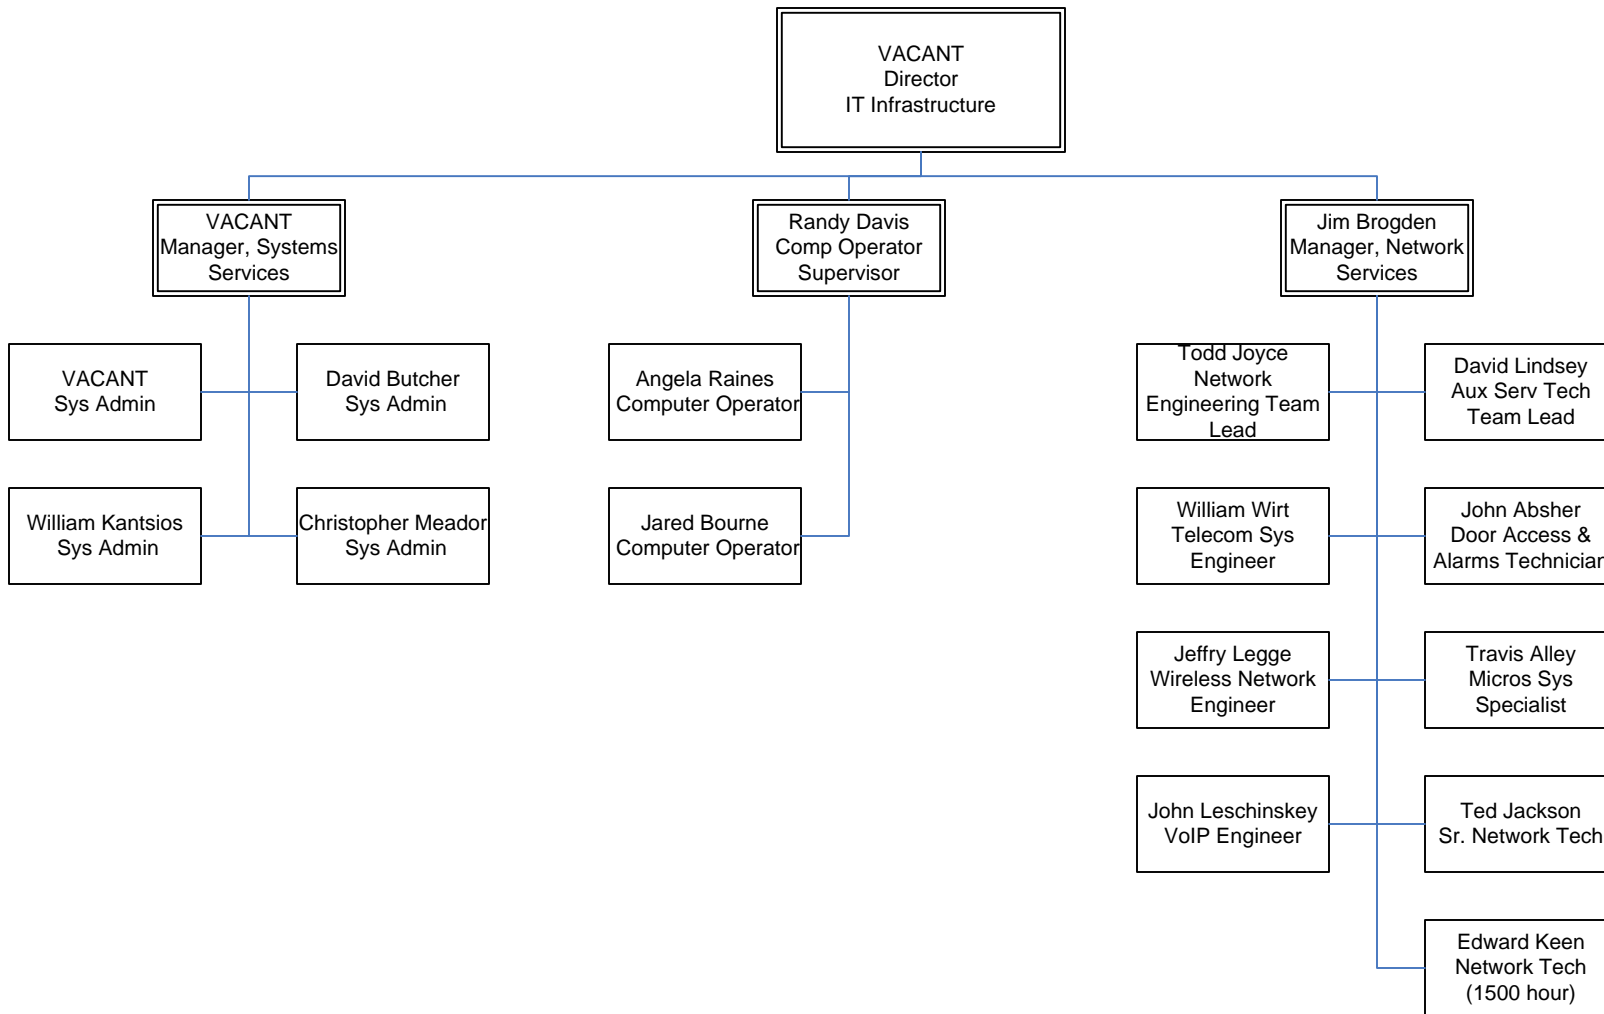 VACANT
Director
IT Infrastructure
VACANT
Manager, Systems
Services
Randy Davis
Comp Operator
Supervisor
Jim Brogden
Manager, Network
Services
VACANT
Sys Admin
David Butcher
Sys Admin
Angela Raines
Computer Operator
Todd Joyce
Network
Engineering Team
Lead
David Lindsey
Aux Serv Tech
Team Lead
William Kantsios
Sys Admin
Christopher Meador
Sys Admin
Jared Bourne
Computer Operator
William Wirt
Telecom Sys
Engineer
John Absher
Door Access &
Alarms Technician
Jeffry Legge
Wireless Network
Engineer
Travis Alley
Micros Sys
Specialist
John Leschinskey
VoIP Engineer
Ted Jackson
Sr. Network Tech
Edward Keen
Network Tech
(1500 hour)